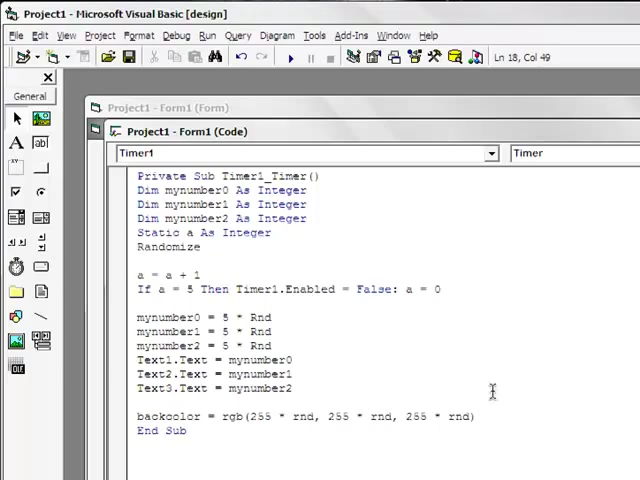 Project1 - Microsoft Visual Basic [design]
File Edit View Project Format Debug Run Query Diagram Tools Add-Ins Window Help
Ln 18, Col 49
General
Project1 - Form1 (Form)
Project1 - Form1 (Code)
Timer1 Timer
Private Sub Timer1_Timer()
Dim mynumber0 As Integer
Dim mynumber1 As Integer
Dim mynumber2 As Integer
Static a As Integer
Randomize
a = a + 1
If a = 5 Then Timer1.Enabled = False: a = 0
mynumber0 = 5 * Rnd
mynumber1 = 5 * Rnd
mynumber2 = 5 * Rnd
Text1.Text = mynumber0
Text2.Text = mynumber1
Text3.Text = mynumber2
backcolor = rgb(255 * rnd, 255 * rnd, 255 * rnd)
End Sub